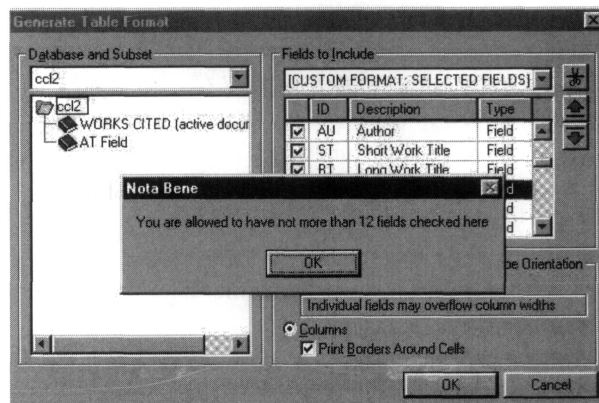 Generate Table Format
Database and Subset
ccl2
ccl2
WORKS CITED (active docur
AT Field
Fields to Include
[CUSTOM FORMAT: SELECTED FIELDS]
ID Description Type
AU Author Field
ST Short Work Title Field
BT Long Work Title Field
d
d
d
Nota Bene
You are allowed to have not more than 12 fields checked here
OK
pe Orientation
Individual fields may overflow column widths
Columns
Print Borders Around Cells
OK Cancel